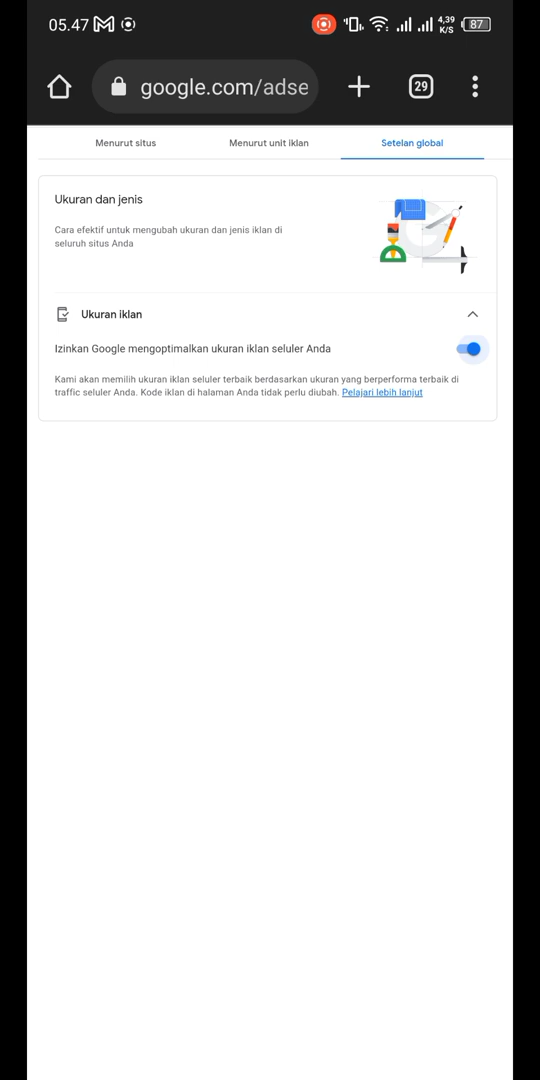 05.47
4,39
K/S
87
google.com/adse
29
Menurut situs
Menurut unit iklan
Setelan global
Ukuran dan jenis
Cara efektif untuk mengubah ukuran dan jenis iklan di
seluruh situs Anda
Ukuran iklan
Izinkan Google mengoptimalkan ukuran iklan seluler Anda
Kami akan memilih ukuran iklan seluler terbaik berdasarkan ukuran yang berperforma terbaik di
traffic seluler Anda. Kode iklan di halaman Anda tidak perlu diubah. Pelajari lebih lanjut